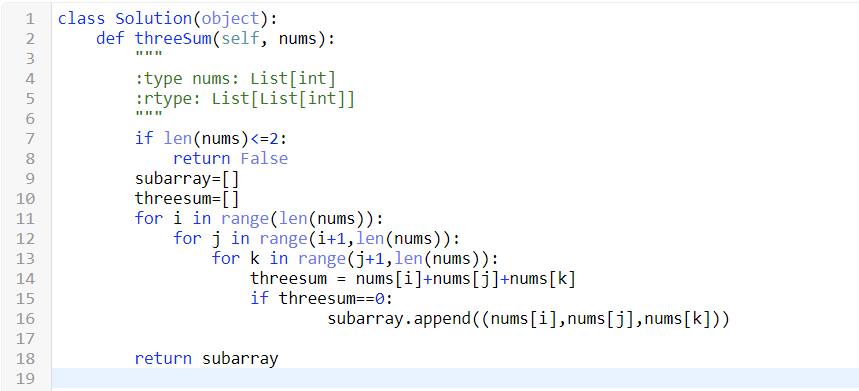 1 class Solution(object):
2     def threeSum(self, nums):
3         """
4         :type nums: List[int]
5         :rtype: List[List[int]]
6         """
7         if len(nums)<=2:
8             return False
9         subarray=[]
10         threesum=[]
11         for i in range(len(nums)):
12             for j in range(i+1,len(nums)):
13                 for k in range(j+1,len(nums)):
14                     threesum = nums[i]+nums[j]+nums[k]
15                     if threesum==0:
16                             subarray.append((nums[i],nums[j],nums[k]))
17
18         return subarray
19